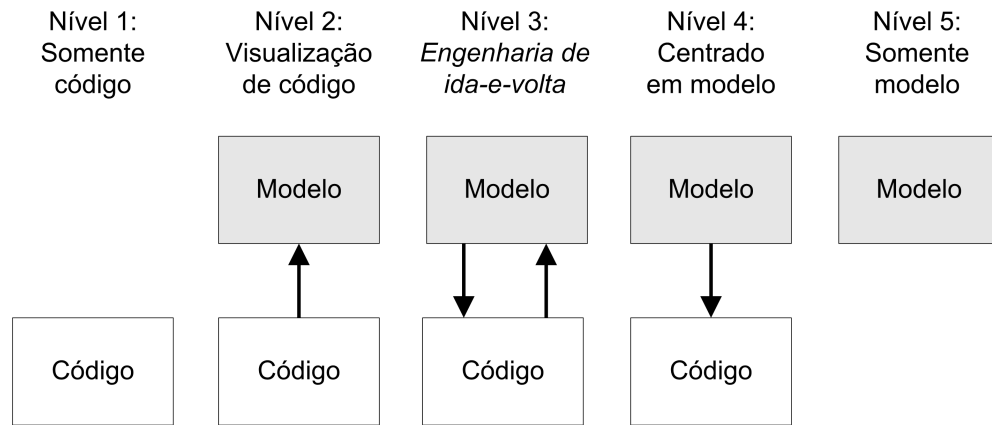 Nível 1:
Somente
código
Nível 2:
Visualização
de código
Nível 3:
Engenharia de
ida-e-volta
Nível 4:
Centrado
em modelo
Nível 5:
Somente
modelo
Modelo
Modelo
Modelo
Modelo
Código
Código
Código
Código